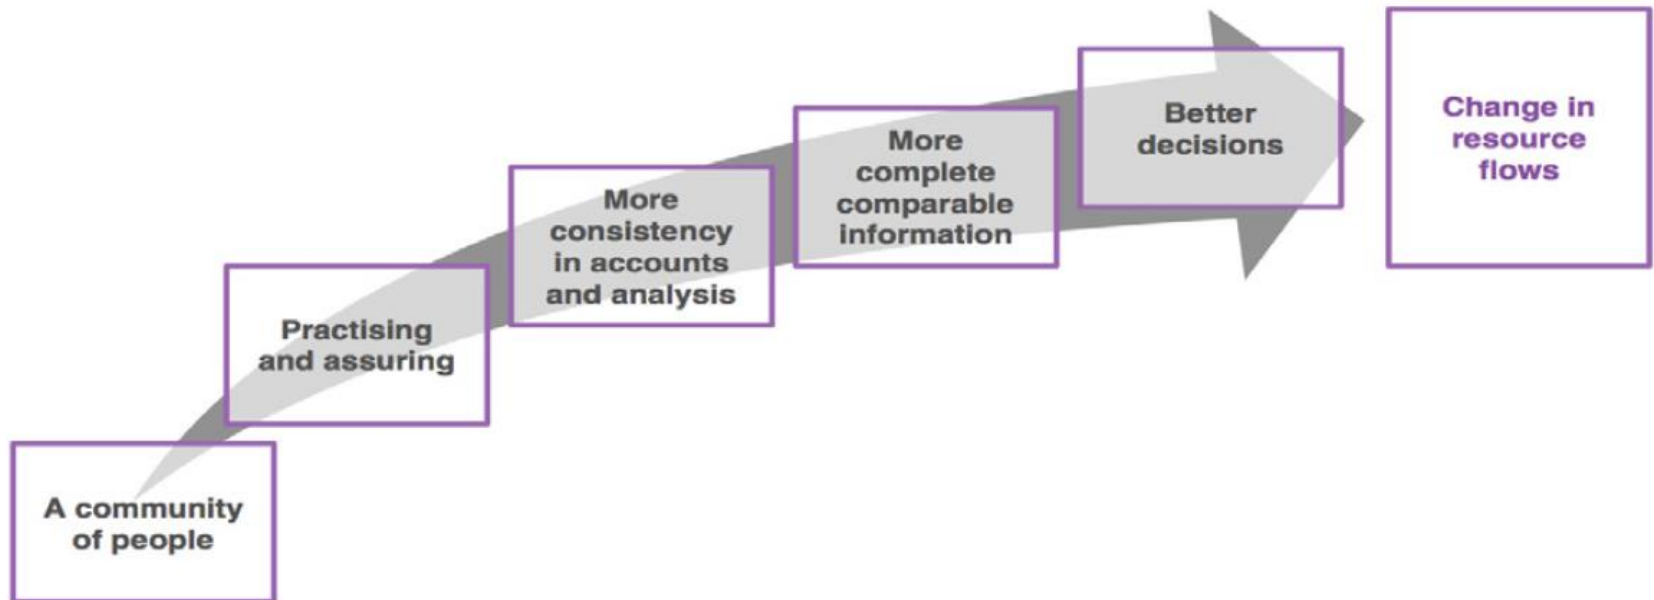 A community
of people
Practising
and assuring
More
consistency
in accounts
and analysis
More
complete
comparable
information
Better
decisions
Change in
resource
flows